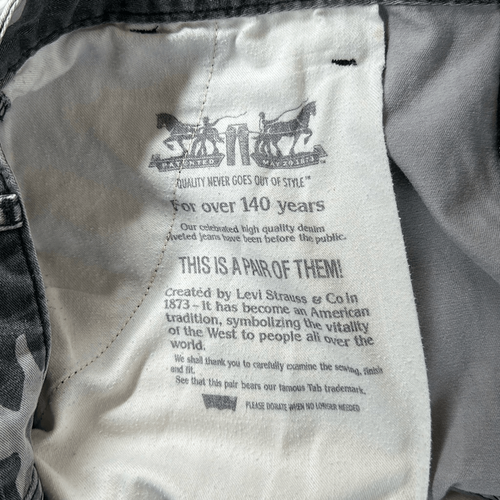 PATENTED MAY 20 1873
QUALITY NEVER GOES OUT OF STYLE™
For over 140 years
Our celebrated high quality denim
riveted jeans have been before the public.
THIS IS A PAIR OF THEM!
Created by Levi Strauss & Co in
1873 - it has become an American
tradition, symbolizing the vitality
of the West to people all over the
world.
We shall thank you to carefully examine the sewing, finish
and fit.
See that this pair bears our famous Tab trademark.
PLEASE DONATE WHEN NO LONGER NEEDED